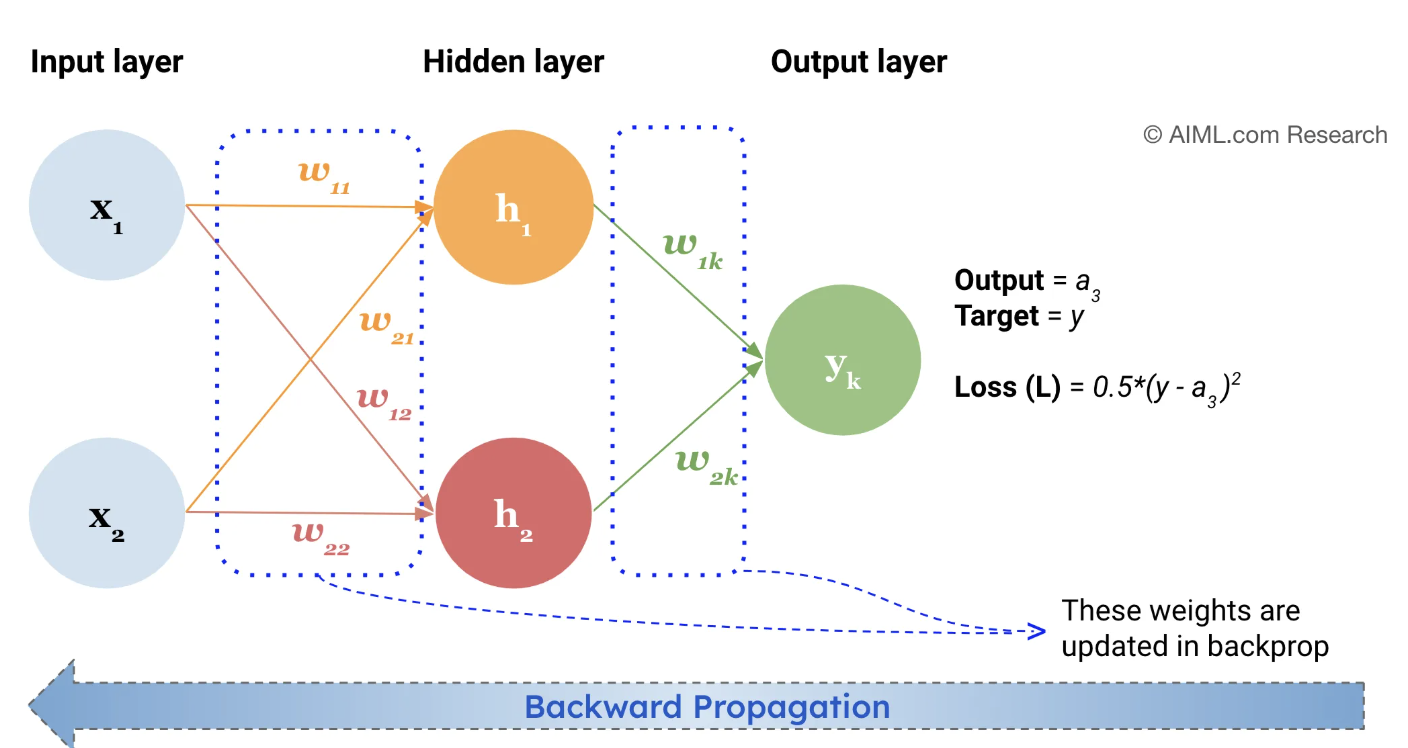 Input layer
Hidden layer
Output layer
© AIML.com Research
w₁₁
x₁
h₁
w₁ₖ
Output = a₃
Target = y
w₂₁
yₖ
Loss (L) = 0.5*(y - a₃)²
w₁₂
w₂ₖ
x₂
h₂
w₂₂
These weights are
updated in backprop
Backward Propagation